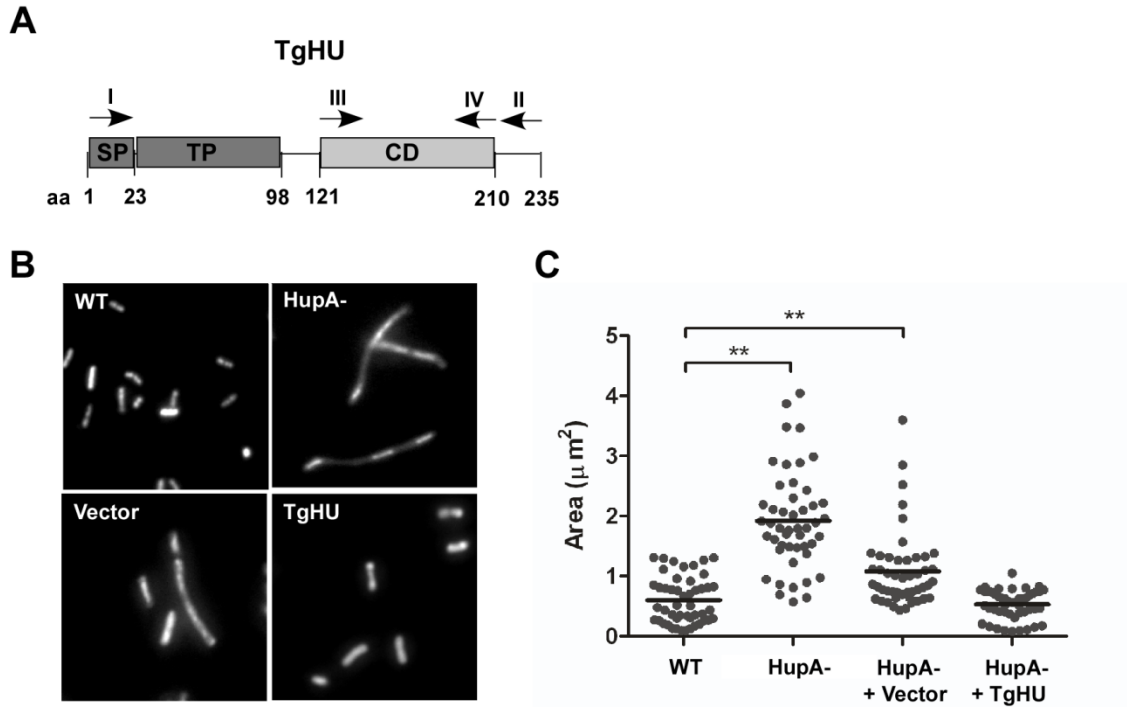 A
TgHU
I III IV II
SP TP CD
aa 1 23 98 121 210 235
B
WT HupA-
Vector TgHU
C
** 
**
5
4
3
2
1
0
Area (μ m²)
WT HupA- HupA- HupA-
+ Vector + TgHU